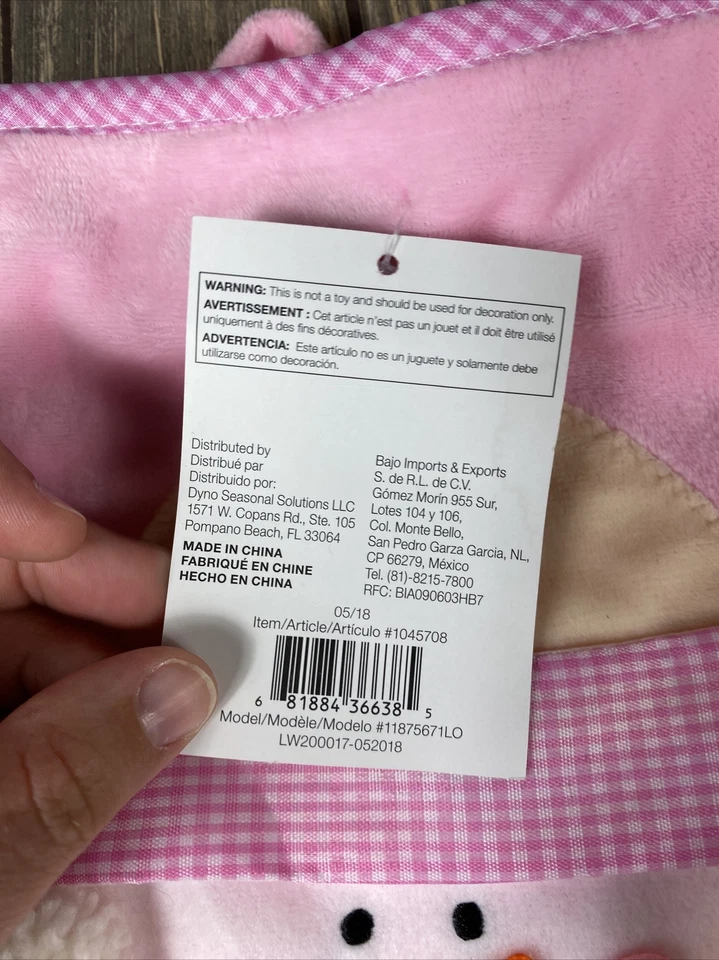 WARNING: This is not a toy and should be used for decoration only.
AVERTISSEMENT : Cet article n'est pas un jouet et il doit être utilisé
uniquement à des fins décoratives.
ADVERTENCIA: Este artículo no es un juguete y solamente debe
utilizarse como decoración.
Distributed by
Distribué par
Distribuido por:
Dyno Seasonal Solutions LLC
1571 W. Copans Rd., Ste. 105
Pompano Beach, FL 33064
MADE IN CHINA
FABRIQUÉ EN CHINE
HECHO EN CHINA
Bajo Imports & Exports
S. de R.L. de C.V.
Gómez Morín 955 Sur,
Lotes 104 y 106,
Col. Monte Bello,
San Pedro Garza Garcia, NL,
CP 66279, México
Tel. (81)-8215-7800
RFC: BIA090603HB7
05/18
Item/Article/Artículo #1045708
6 81884 36638 5
Model/Modèle/Modelo #11875671LO
LW200017-052018